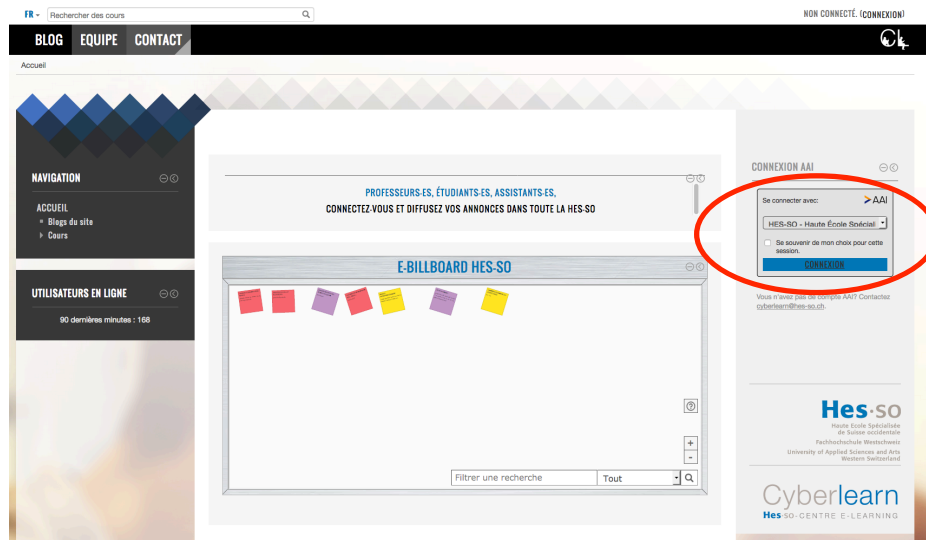 FR
Rechercher des cours
NON CONNECTÉ. (CONNEXION)
BLOG EQUIPE CONTACT
Accueil
NAVIGATION
ACCUEIL
Blogs du site
Cours
UTILISATEURS EN LIGNE
90 dernières minutes : 168
PROFESSEURS-ES, ÉTUDIANTS-ES, ASSISTANTS-ES,
CONNECTEZ-VOUS ET DIFFUSEZ VOS ANNONCES DANS TOUTE LA HES-SO
E-BILLBOARD HES-SO
Filtrer une recherche
Tout
CONNEXION AAI
Se connecter avec:
AAI
HES-SO - Haute École Spécial
Se souvenir de mon choix pour cette
session.
CONNEXION
Vous n'avez pas de compte AAI? Contactez
cyberlearn@hes-so.ch.
Hes·so
Haute Ecole Spécialisée
de Suisse occidentale
Fachhochschule Westschweiz
University of Applied Sciences and Arts
Western Switzerland
Cyberlearn
Hes·so-CENTRE E-LEARNING